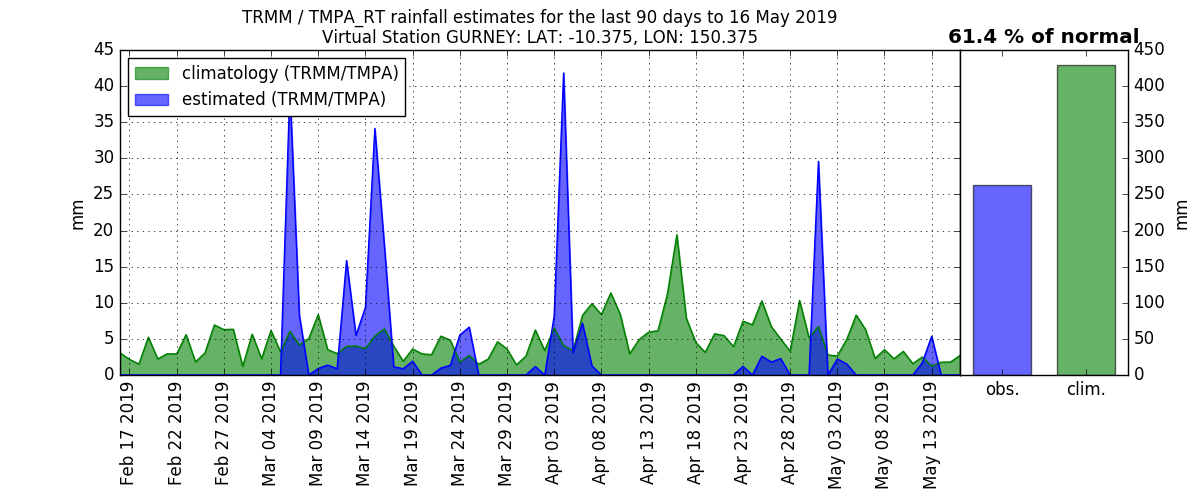 TRMM / TMPA_RT rainfall estimates for the last 90 days to 16 May 2019
Virtual Station GURNEY: LAT: -10.375, LON: 150.375
61.4 % of normal
climatology (TRMM/TMPA)
estimated (TRMM/TMPA)
mm
45
40
35
30
25
20
15
10
5
0
Feb 17 2019
Feb 22 2019
Feb 27 2019
Mar 04 2019
Mar 09 2019
Mar 14 2019
Mar 19 2019
Mar 24 2019
Mar 29 2019
Apr 03 2019
Apr 08 2019
Apr 13 2019
Apr 18 2019
Apr 23 2019
Apr 28 2019
May 03 2019
May 08 2019
May 13 2019
450
400
350
300
250
200
150
100
50
0
mm
obs.
clim.